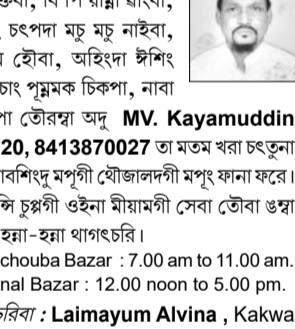 চৎপদা মচু মচু নাইবা,
হৌবা, অহিংদা ঈশিং
চাং পূম্নমক চিকপা, নাবা
তৌরম্বা অদু MV. Kayamuddin
20, 8413870027 তা মতম খরা চৎতুনা
মপূগী থৌজালদগী মপূং ফানা ফরে।
চুপ্লগী ওইনা মীয়ামগী সেবা তৌবা ঙম্বা
হন্না-হন্না থাগৎচরি।
chouba Bazar : 7.00 am to 11.00 am.
nal Bazar : 12.00 noon to 5.00 pm.
Laimayum Alvina , Kakwa